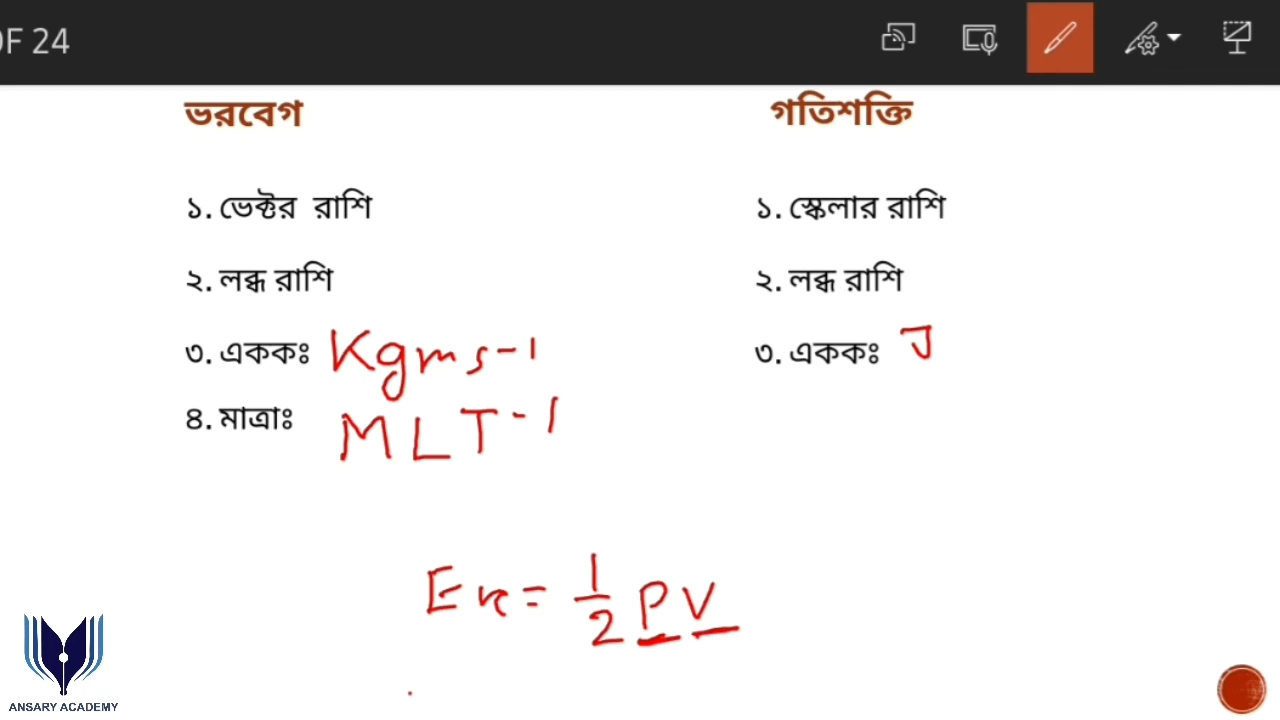 OF 24
ভরবেগ
গতিশক্তি
১. ভেক্টর রাশি
১. স্কেলার রাশি
২. লব্ধ রাশি
২. লব্ধ রাশি
৩. এককঃ Kgms-1
৩. এককঃ J
৪. মাত্রাঃ MLT-1
Ek = 1/2 PV
ANSARY ACADEMY